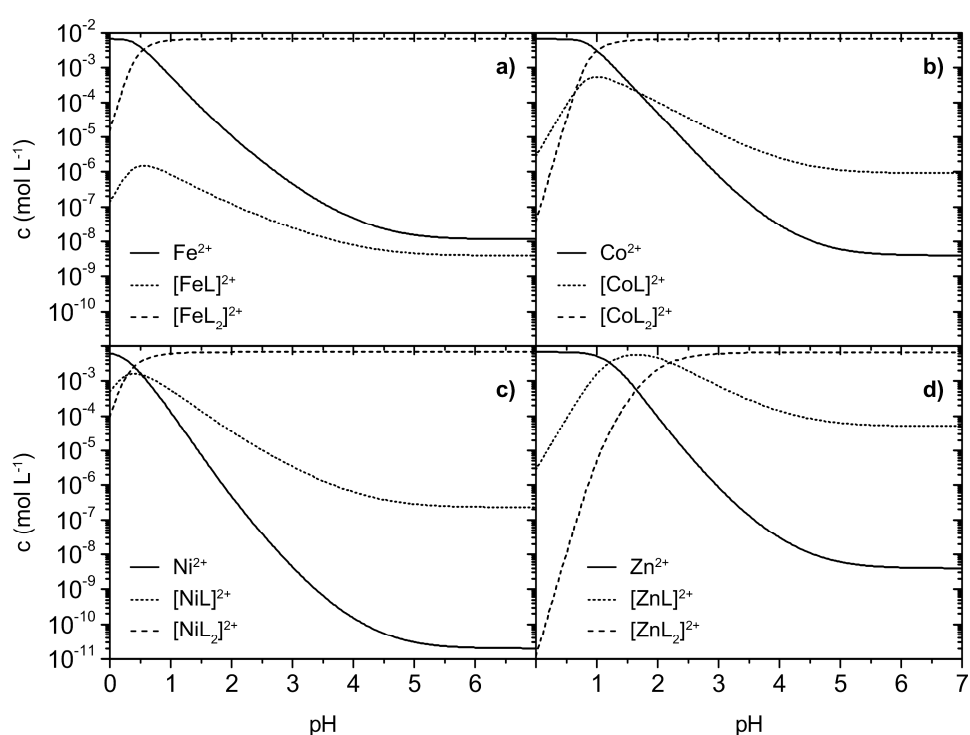 10⁻²
10⁻³
10⁻⁴
10⁻⁵
10⁻⁶
10⁻⁷
10⁻⁸
10⁻⁹
10⁻¹⁰
c (mol L⁻¹)
a)
Fe²⁺
[FeL]²⁺
[FeL₂]²⁺
b)
Co²⁺
[CoL]²⁺
[CoL₂]²⁺
10⁻³
10⁻⁴
10⁻⁵
10⁻⁶
10⁻⁷
10⁻⁸
10⁻⁹
10⁻¹⁰
10⁻¹¹
c (mol L⁻¹)
c)
Ni²⁺
[NiL]²⁺
[NiL₂]²⁺
d)
Zn²⁺
[ZnL]²⁺
[ZnL₂]²⁺
0 1 2 3 4 5 6 1 2 3 4 5 6 7
pH pH